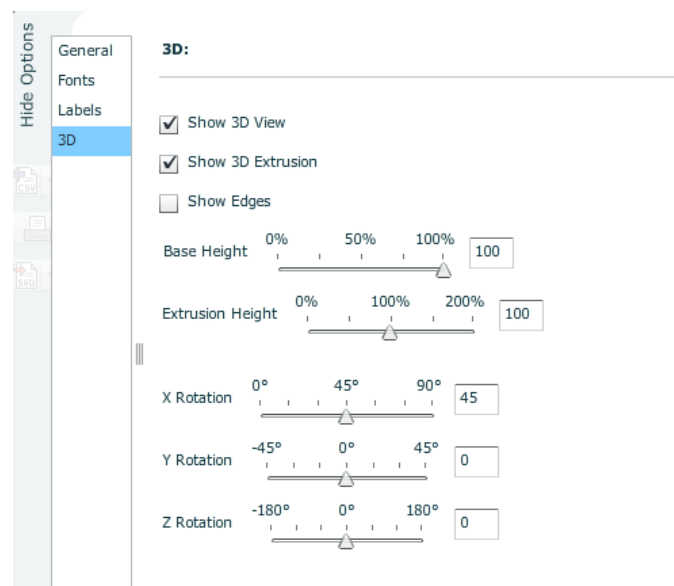 Hide Options
General
Fonts
Labels
3D
3D:
Show 3D View
Show 3D Extrusion
Show Edges
0% 50% 100%
Base Height 100
0% 100% 200%
Extrusion Height 100
0° 45° 90°
X Rotation 45
-45° 0° 45°
Y Rotation 0
-180° 0° 180°
Z Rotation 0
CSV
SVG